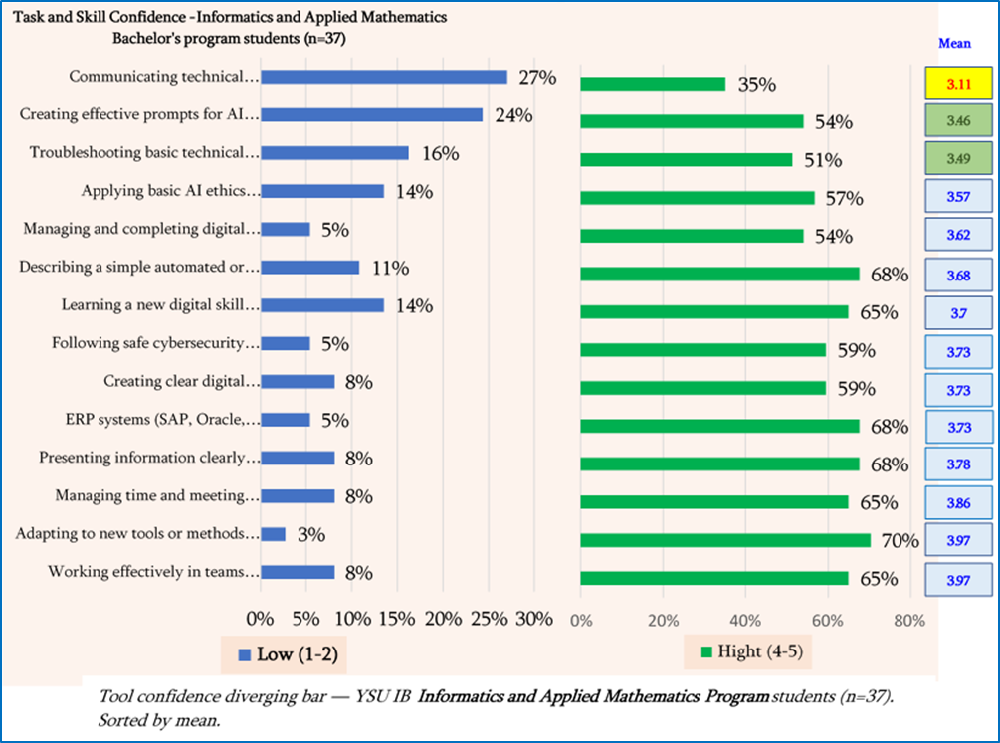 Task and Skill Confidence -Informatics and Applied Mathematics
Bachelor's program students (n=37)
Mean
Communicating technical... 27% 35% 3.11
Creating effective prompts for AI... 24% 54% 3.46
Troubleshooting basic technical... 16% 51% 3.49
Applying basic AI ethics... 14% 57% 3.57
Managing and completing digital... 5% 54% 3.62
Describing a simple automated or... 11% 68% 3.68
Learning a new digital skill... 14% 65% 3.7
Following safe cybersecurity... 5% 59% 3.73
Creating clear digital... 8% 59% 3.73
ERP systems (SAP, Oracle,... 5% 68% 3.73
Presenting information clearly... 8% 68% 3.78
Managing time and meeting... 8% 65% 3.86
Adapting to new tools or methods... 3% 70% 3.97
Working effectively in teams... 8% 65% 3.97
0% 5% 10% 15% 20% 25% 30% 0% 20% 40% 60% 80%
Low (1-2) Hight (4-5)
Tool confidence diverging bar — YSU IB Informatics and Applied Mathematics Program students (n=37).
Sorted by mean.